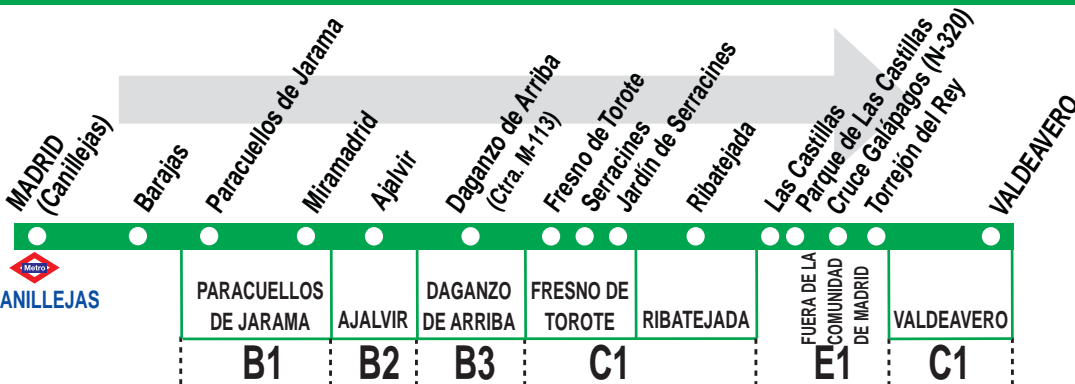 MADRID
(Canillejas)
Barajas
Paracuellos de Jarama
Miramadrid
Ajalvir
Daganzo de Arriba
(Ctra. M-113)
Fresno de Torote
Serracines
Jardín de Serracines
Ribatejada
Las Castillas
Parque de Las Castillas
Cruce Galápagos (N-320)
Torrejón del Rey
VALDEAVERO
Metro
ANILLEJAS
PARACUELLOS
DE JARAMA
AJALVIR
DAGANZO
DE ARRIBA
FRESNO DE
TOROTE
RIBATEJADA
FUERA DE LA
COMUNIDAD
DE MADRID
VALDEAVERO
B1
B2
B3
C1
E1
C1